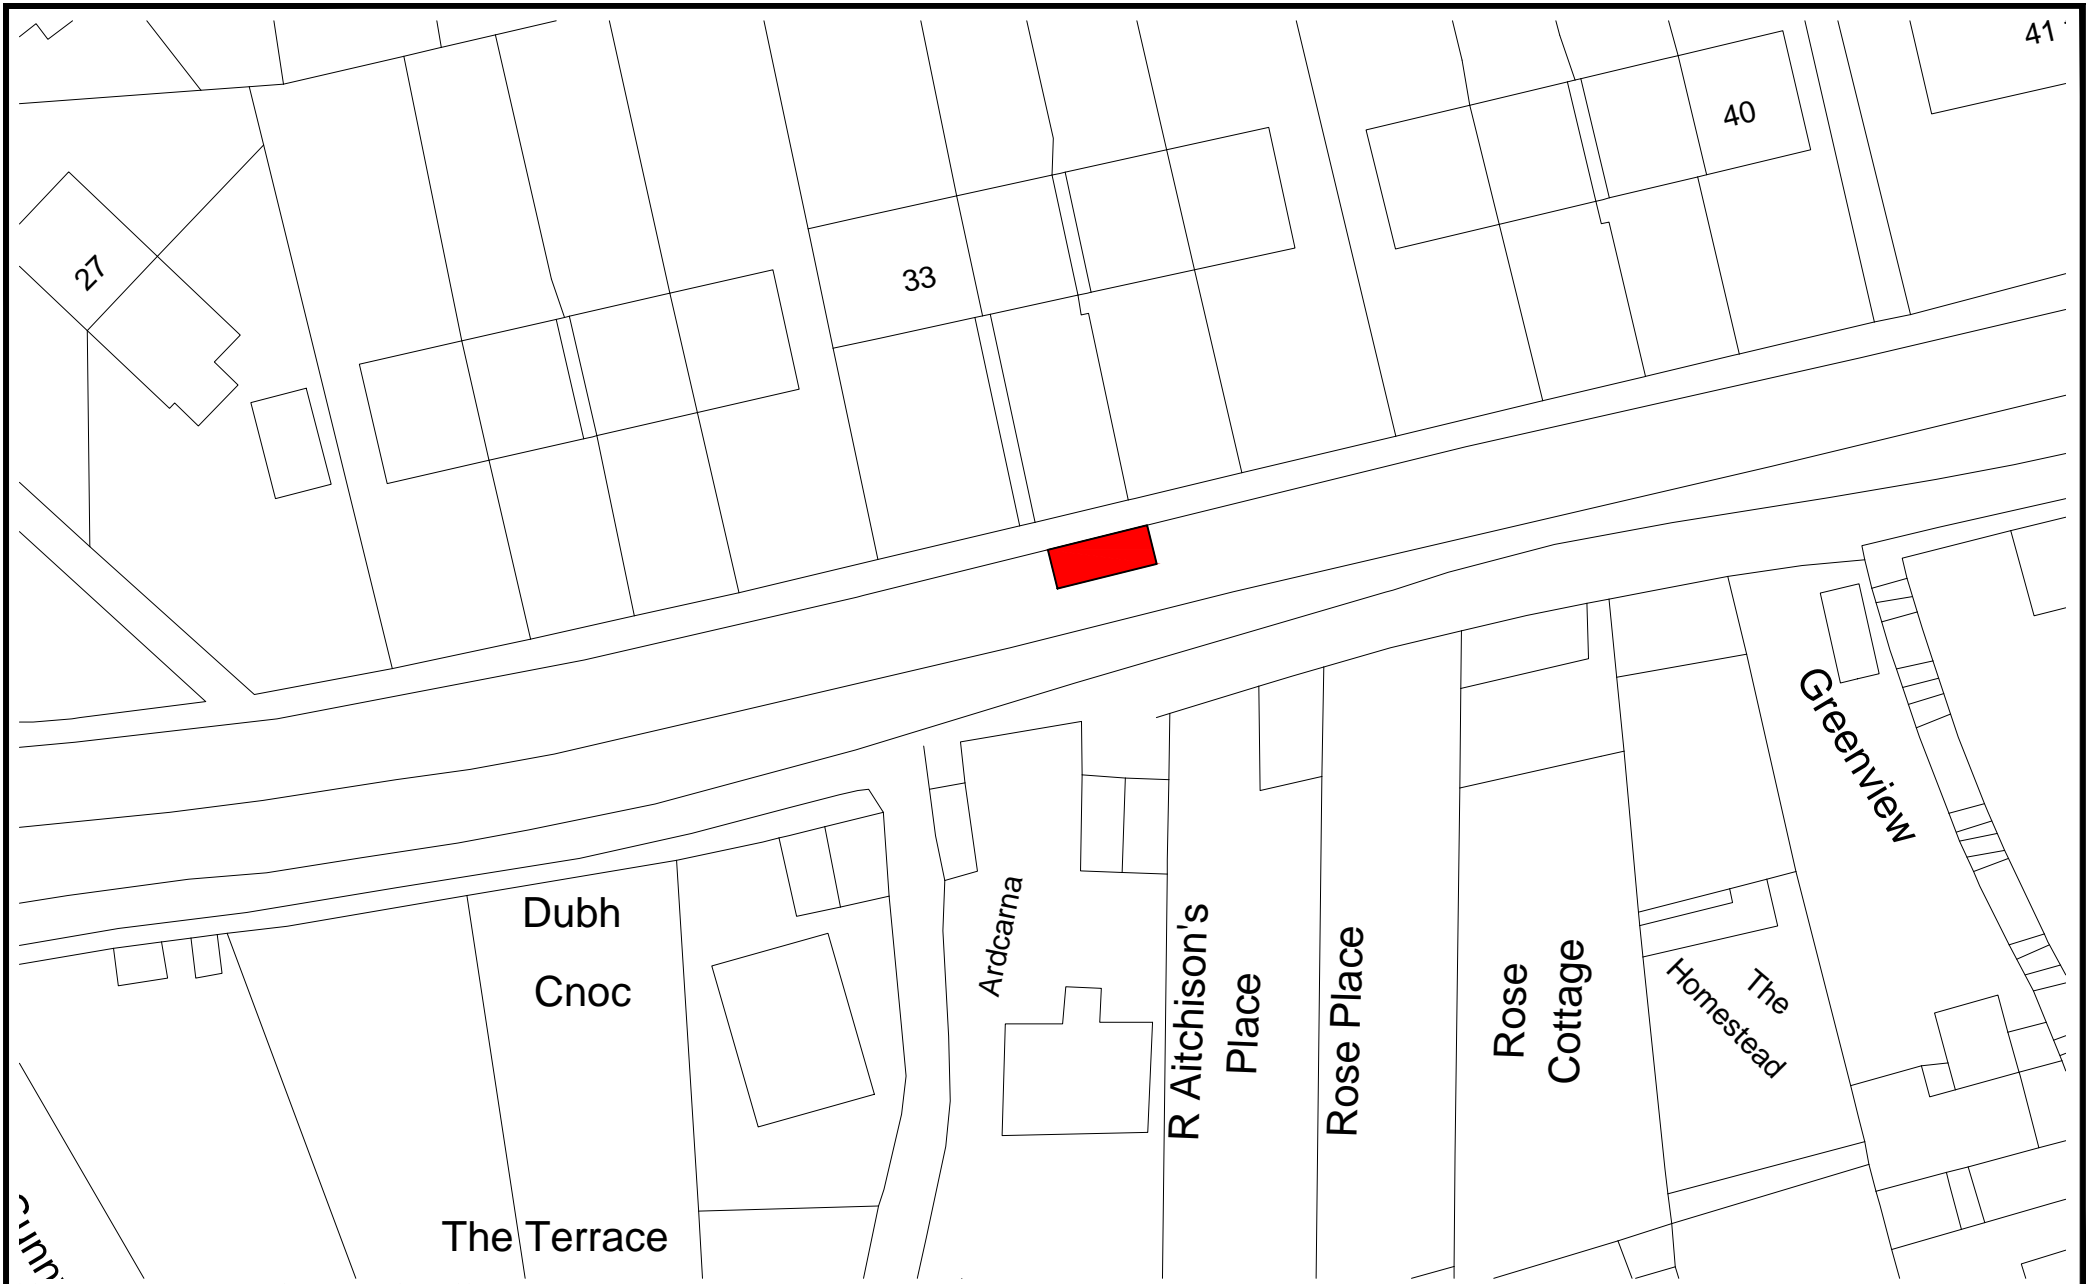 41
40
27
33
Greenview
Dubh
Cnoc
Ardcarna
R Aitchison's
Place
Rose Place
Rose
Cottage
The
Homestead
The Terrace